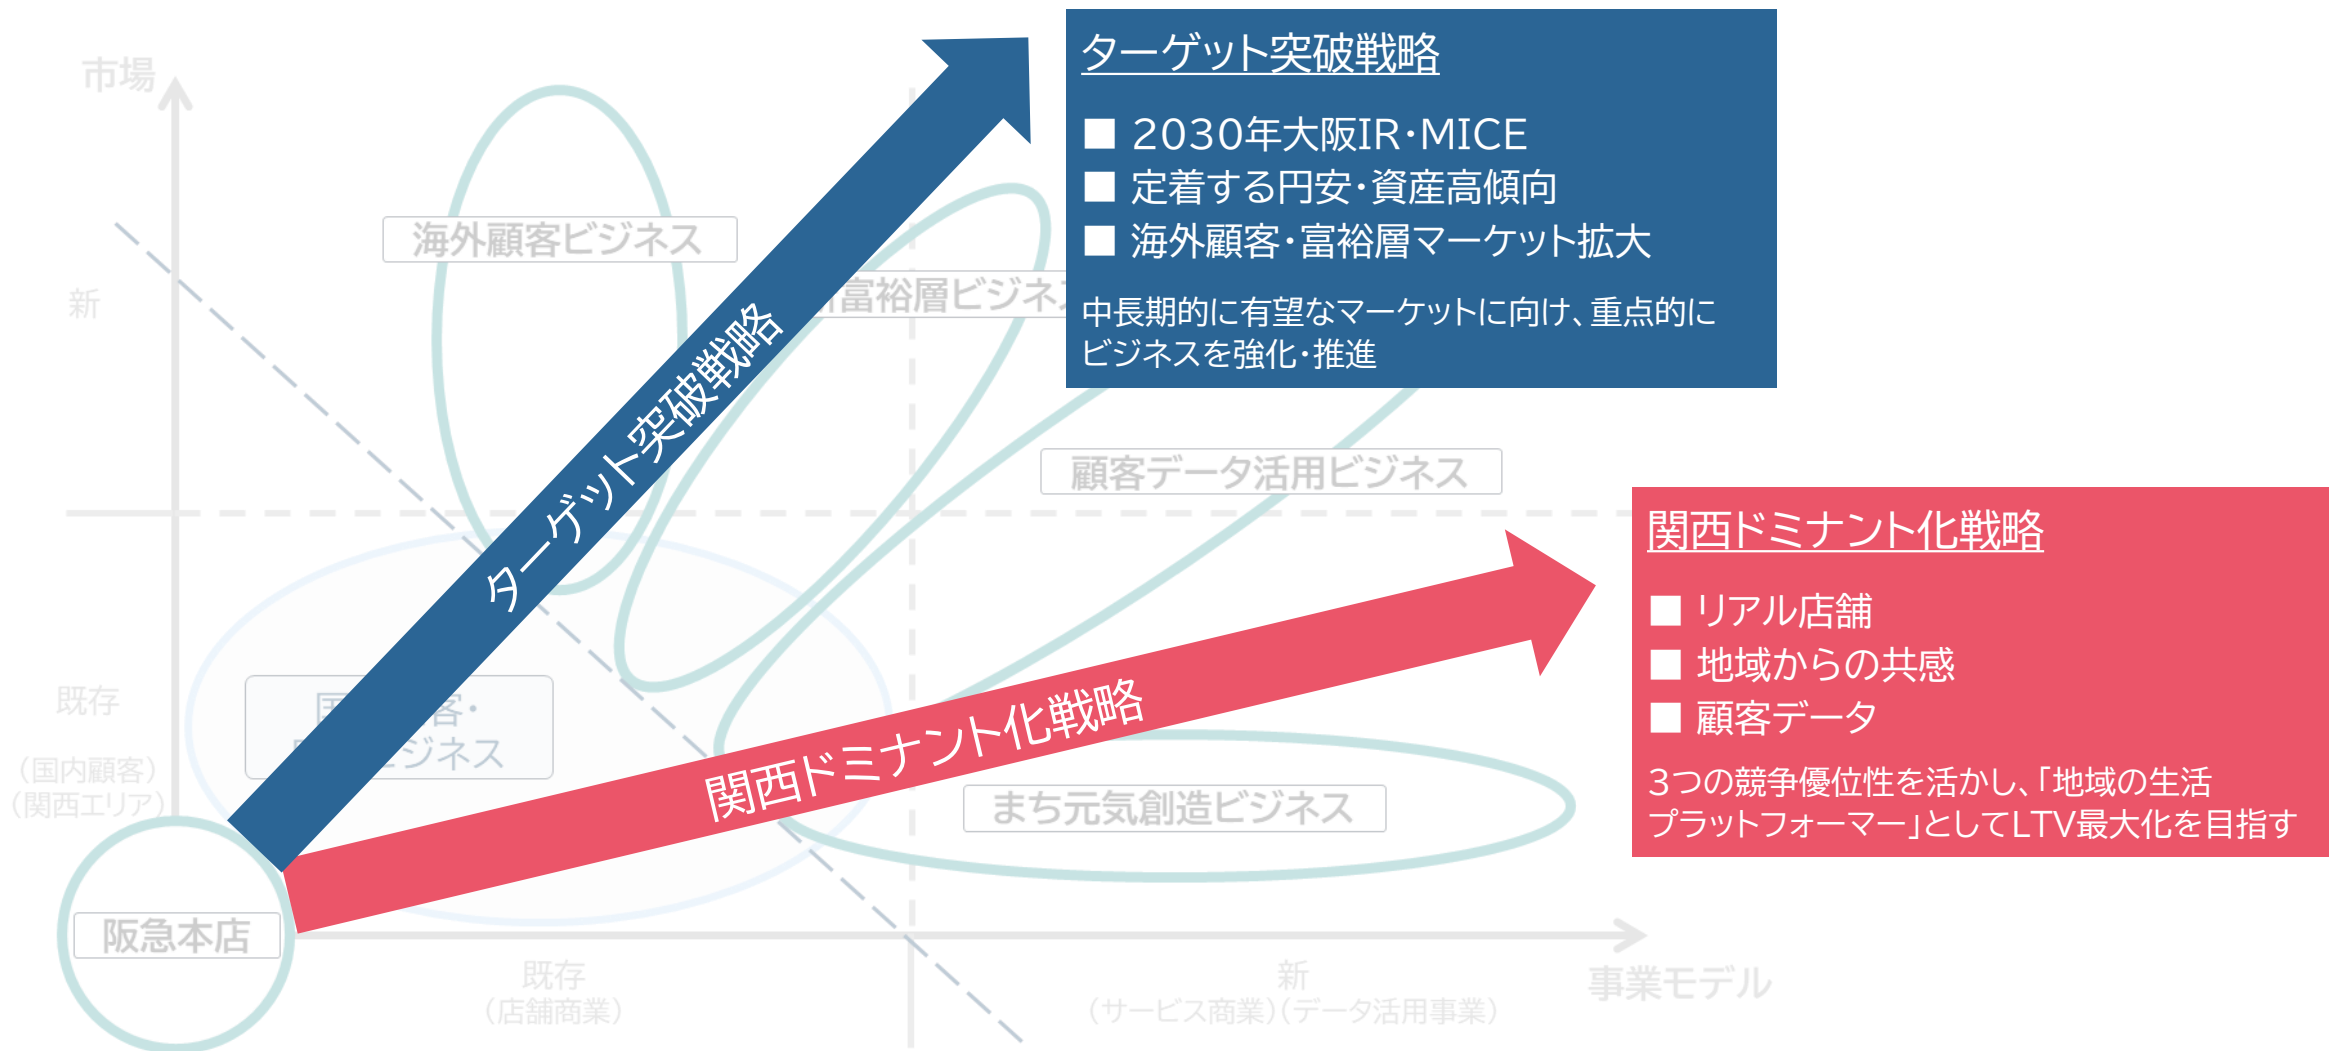 市場
ターゲット突破戦略
■ 2030年大阪IR・MICE
■ 定着する円安・資産高傾向
■ 海外顧客・富裕層マーケット拡大
中長期的に有望なマーケットに向け、重点的に
ビジネスを強化・推進
海外顧客ビジネス
富裕層ビジネス
新
ターゲット突破戦略
顧客データ活用ビジネス
関西ドミナント化戦略
■ リアル店舗
■ 地域からの共感
■ 顧客データ
3つの競争優位性を活かし、「地域の生活
プラットフォーマー」としてLTV最大化を目指す
既存
(国内顧客)
(関西エリア)
客・
ビジネス
関西ドミナント化戦略
まち元気創造ビジネス
阪急本店
既存
(店舗商業)
新
(サービス商業)(データ活用事業)
事業モデル